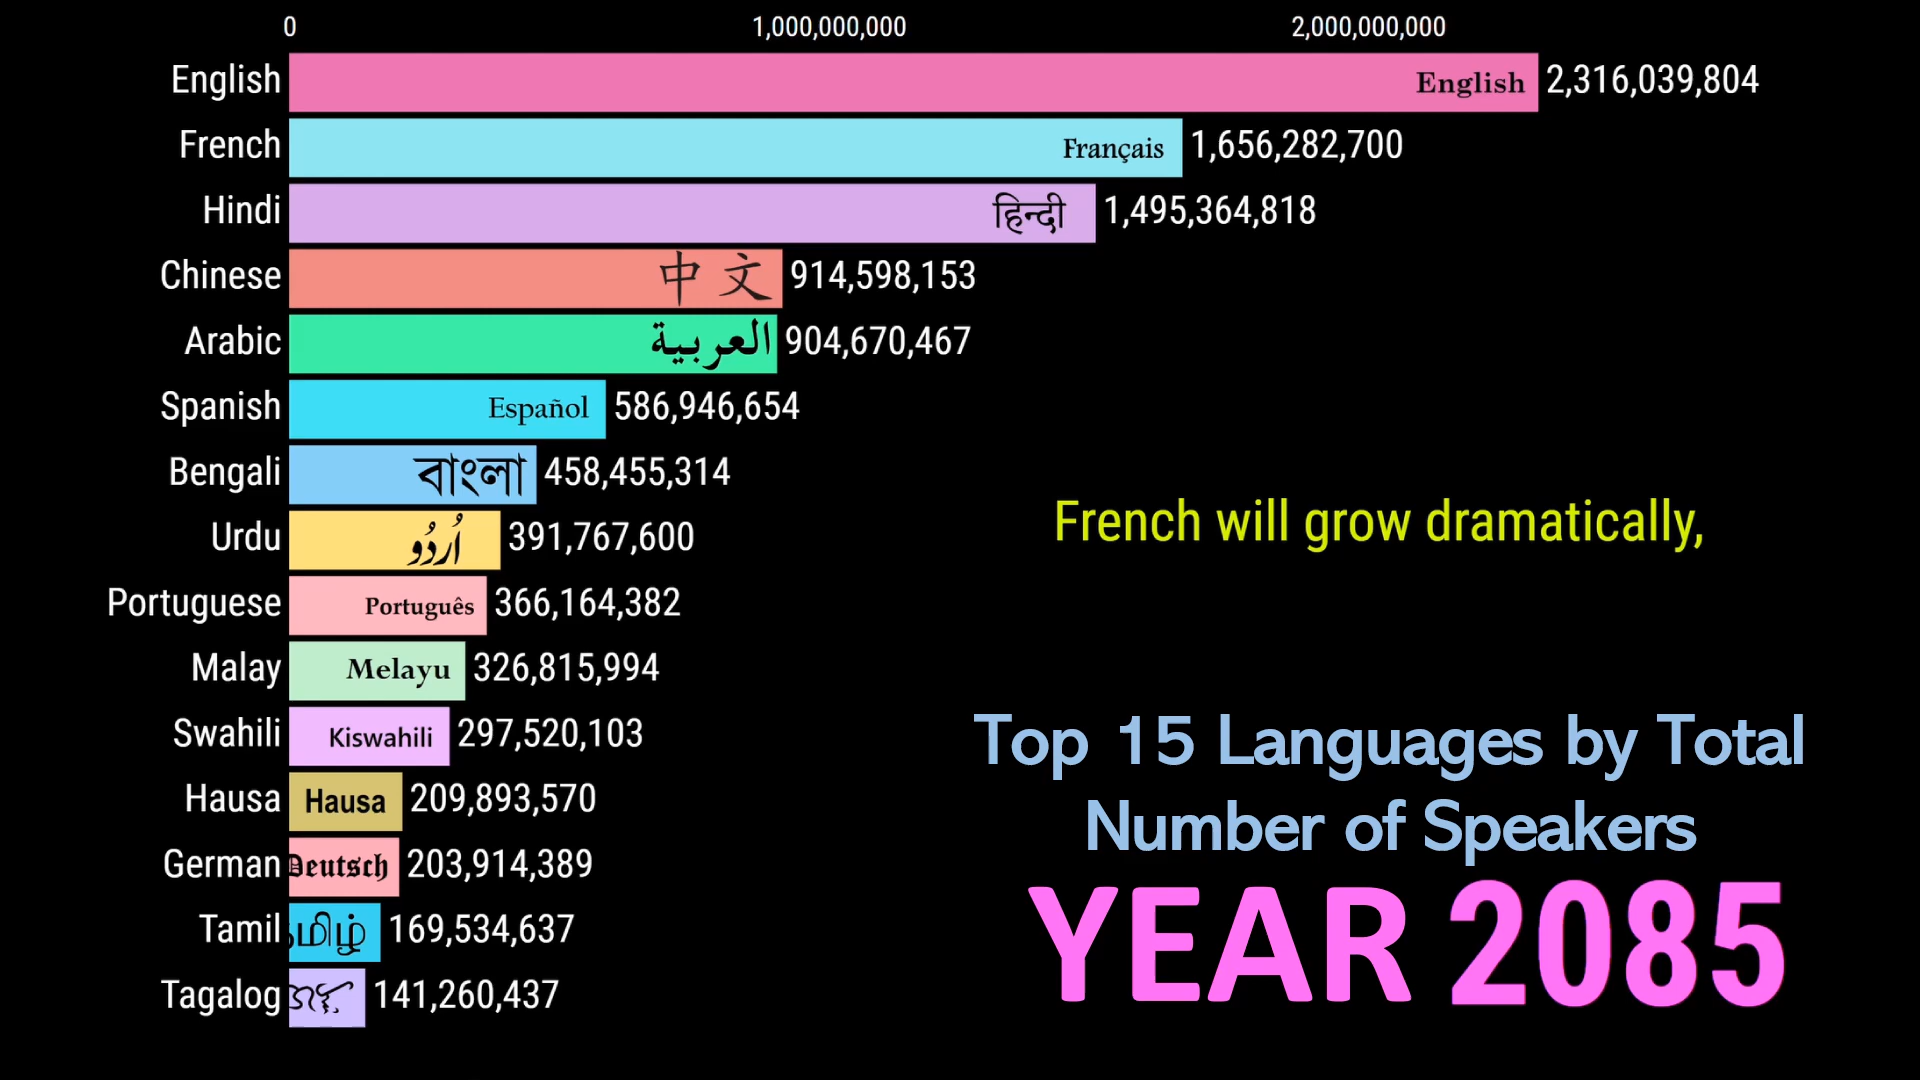 0 1,000,000,000 2,000,000,000
English English 2,316,039,804
French Français 1,656,282,700
Hindi हिन्दी 1,495,364,818
Chinese 中文 914,598,153
Arabic العربية 904,670,467
Spanish Español 586,946,654
Bengali বাংলা 458,455,314
French will grow dramatically,
Urdu اُردُو 391,767,600
Portuguese Português 366,164,382
Malay Melayu 326,815,994
Swahili Kiswahili 297,520,103
Hausa Hausa 209,893,570
German Deutsch 203,914,389
Tamil தமிழ் 169,534,637
Tagalog 141,260,437
Top 15 Languages by Total
Number of Speakers
YEAR 2085